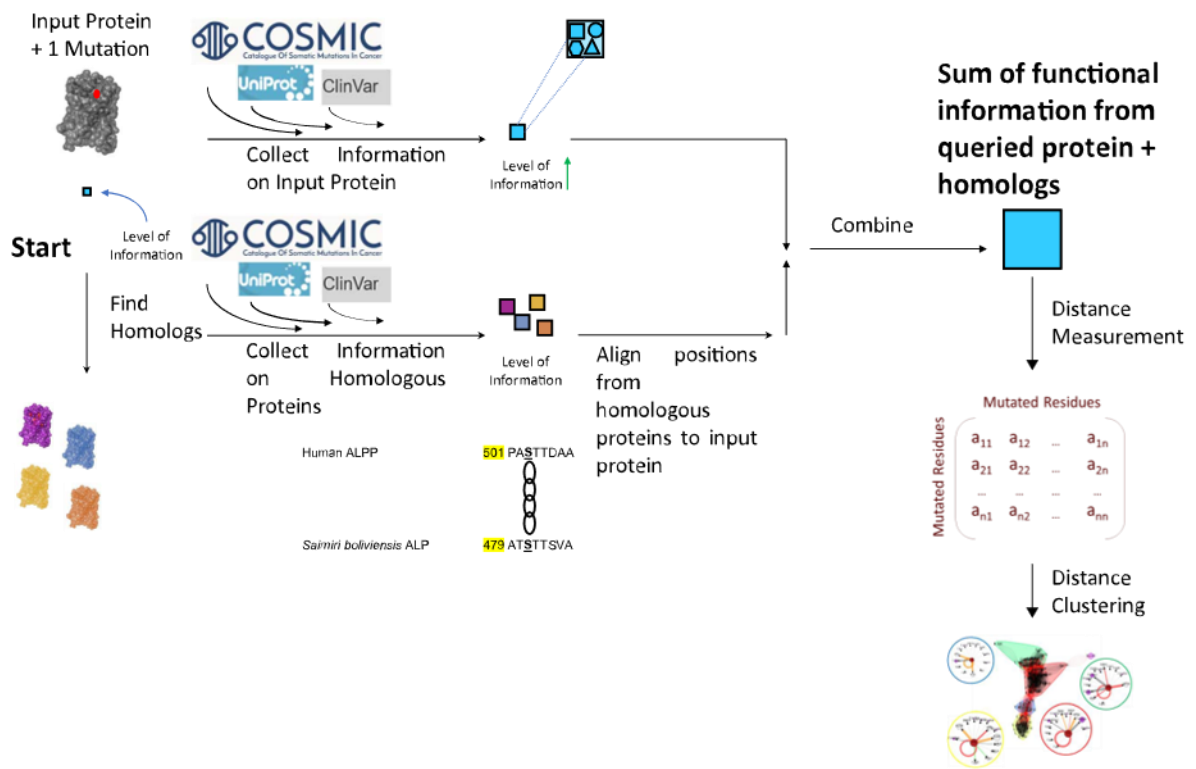 Input Protein
+ 1 Mutation
COSMIC
Catalogue Of Somatic Mutations In Cancer
UniProt
ClinVar
Collect Information
on Input Protein
Level of
Information
Sum of functional
information from
queried protein +
homologs
Start
Level of
Information
COSMIC
Catalogue Of Somatic Mutations In Cancer
UniProt
ClinVar
Combine
Find
Homologs
Collect Information
on Homologous
Proteins
Level of
Information
Align positions
from
homologous
proteins to input
protein
Distance
Measurement
Human ALPP
501 PASTTDAA
Saimiri boliviensis ALP
479 ATSTTSVA
Mutated Residues
Mutated Residues
a11 a12 ... a1n
a21 a22 ... a2n
... ... ... ...
an1 an2 ... ann
Distance
Clustering